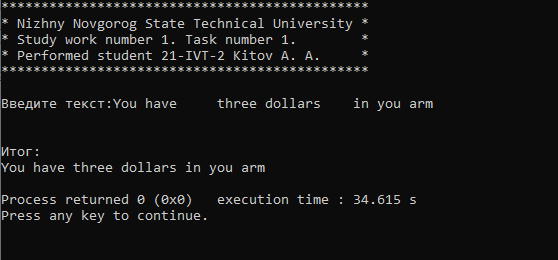 **********************************************
* Nizhny Novgorog State Technical University *
* Study work number 1. Task number 1.        *
* Performed student 21-IVT-2 Kitov A. A.     *
**********************************************
Введите текст:You have     three dollars    in you arm
Итог:
You have three dollars in you arm
Process returned 0 (0x0)   execution time : 34.615 s
Press any key to continue.